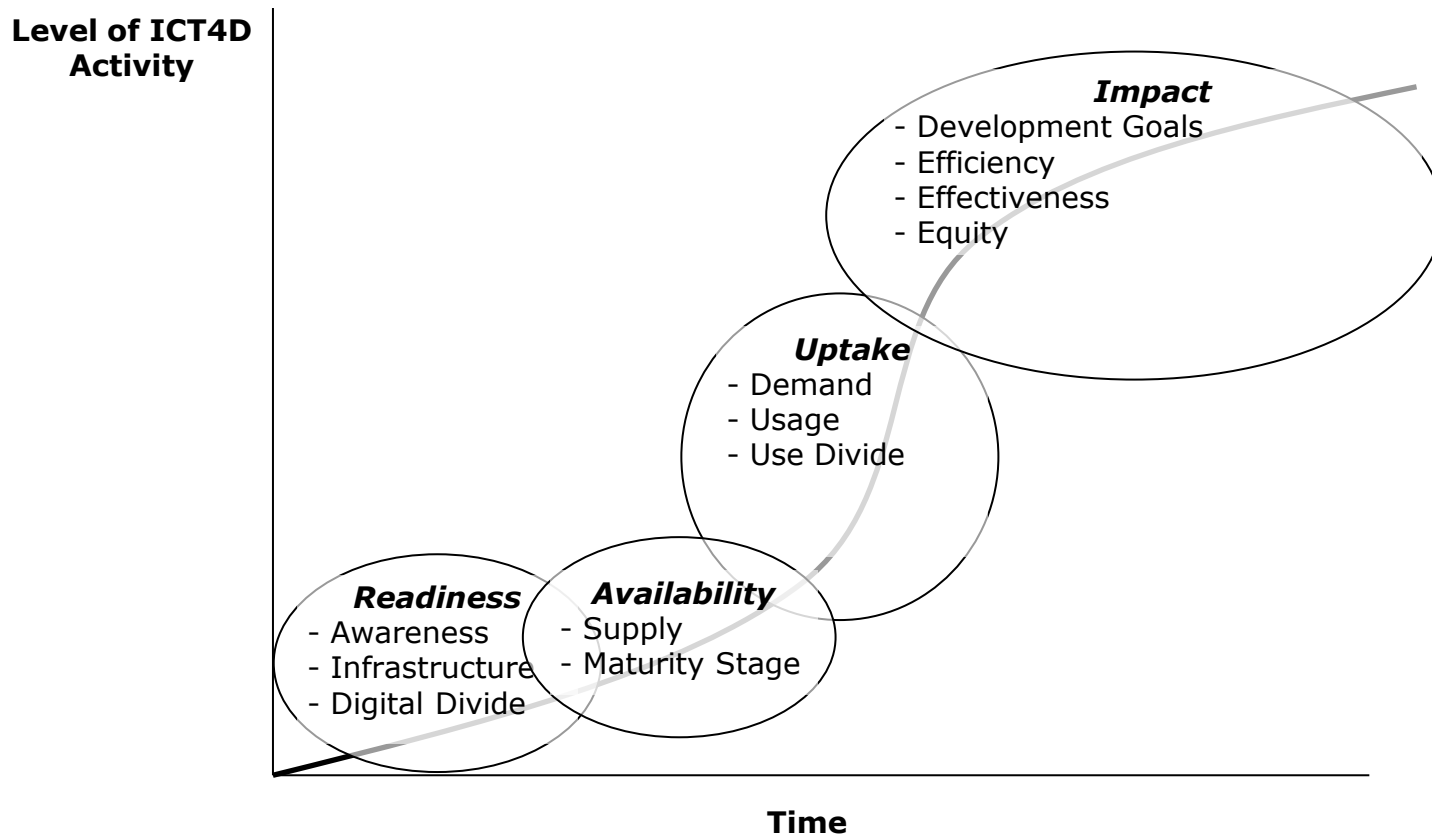 Level of ICT4D
Activity
Impact
- Development Goals
- Efficiency
- Effectiveness
- Equity
Uptake
- Demand
- Usage
- Use Divide
Readiness
- Awareness
- Infrastructure
- Digital Divide
Availability
- Supply
- Maturity Stage
Time